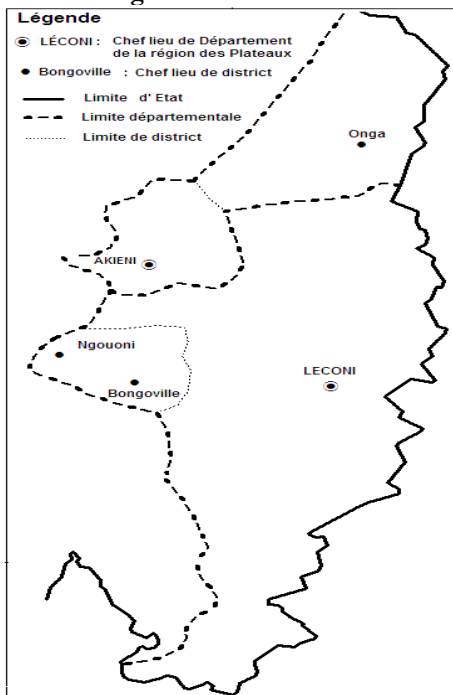 Légende
LÉCONI : Chef lieu de Département
de la région des Plateaux
Bongoville : Chef lieu de district
Limite d' Etat
Limite départementale
Limite de district
Onga
AKIENI
Ngouoni
Bongoville
LECONI